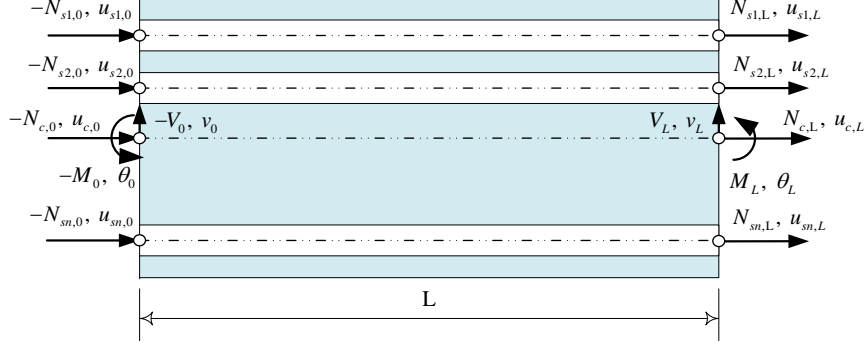 −N_{s1,0}, u_{s1,0}
N_{s1,L}, u_{s1,L}
−N_{s2,0}, u_{s2,0}
N_{s2,L}, u_{s2,L}
−N_{c,0}, u_{c,0}
−V_0, v_0
V_L, v_L
N_{c,L}, u_{c,L}
−M_0, θ_0
M_L, θ_L
−N_{sn,0}, u_{sn,0}
N_{sn,L}, u_{sn,L}
L